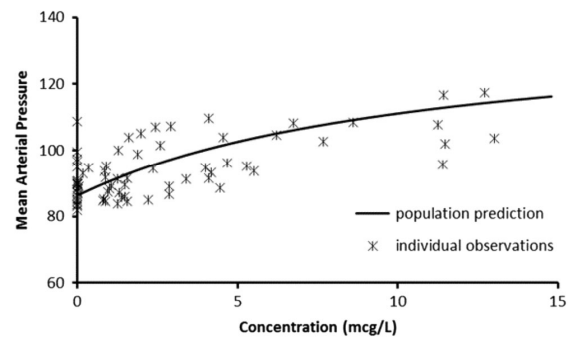 140
120
100
80
60
Mean Arterial Pressure
population prediction
individual observations
0
5
10
15
Concentration (mcg/L)